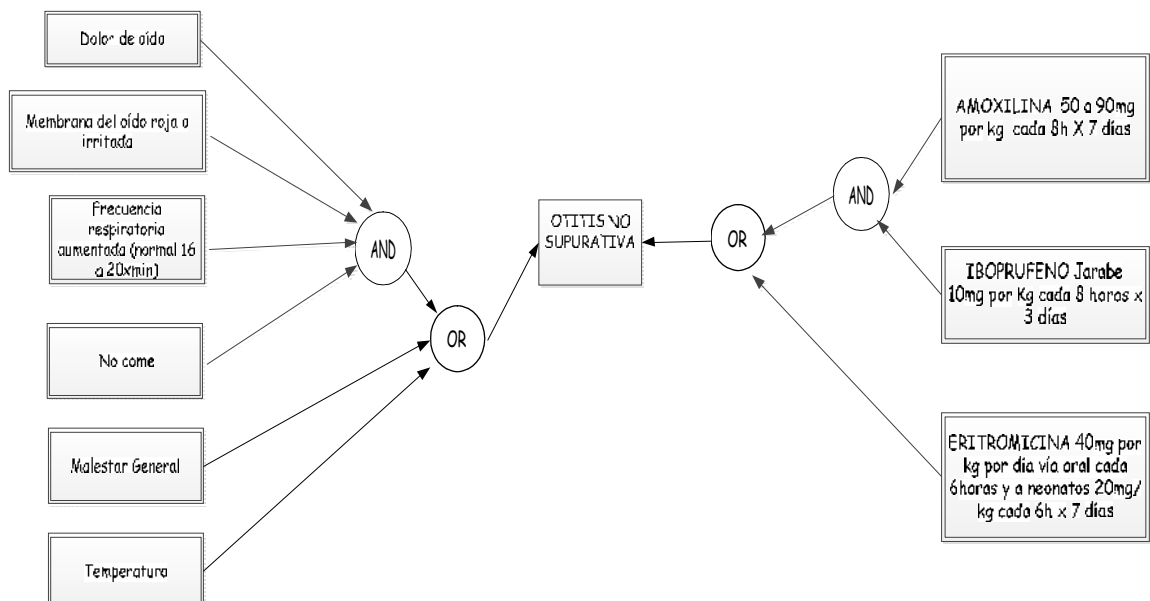 Dolor de oído
Membrana del oído roja o
irritada
Frecuencia
respiratoria
aumentada (normal 16
a 20xmin)
No come
Malestar General
Temperatura
AND
OR
OTITIS NO
SUPURATIVA
OR
AND
AMOXILINA 50 a 90mg
por kg cada 8h X 7 días
IBOPRUFENO Jarabe
10mg por Kg cada 8 horas x
3 días
ERITROMICINA 40mg por
kg por dia vía oral cada
6horas y a neonatos 20mg/
kg cada 6h x 7 días